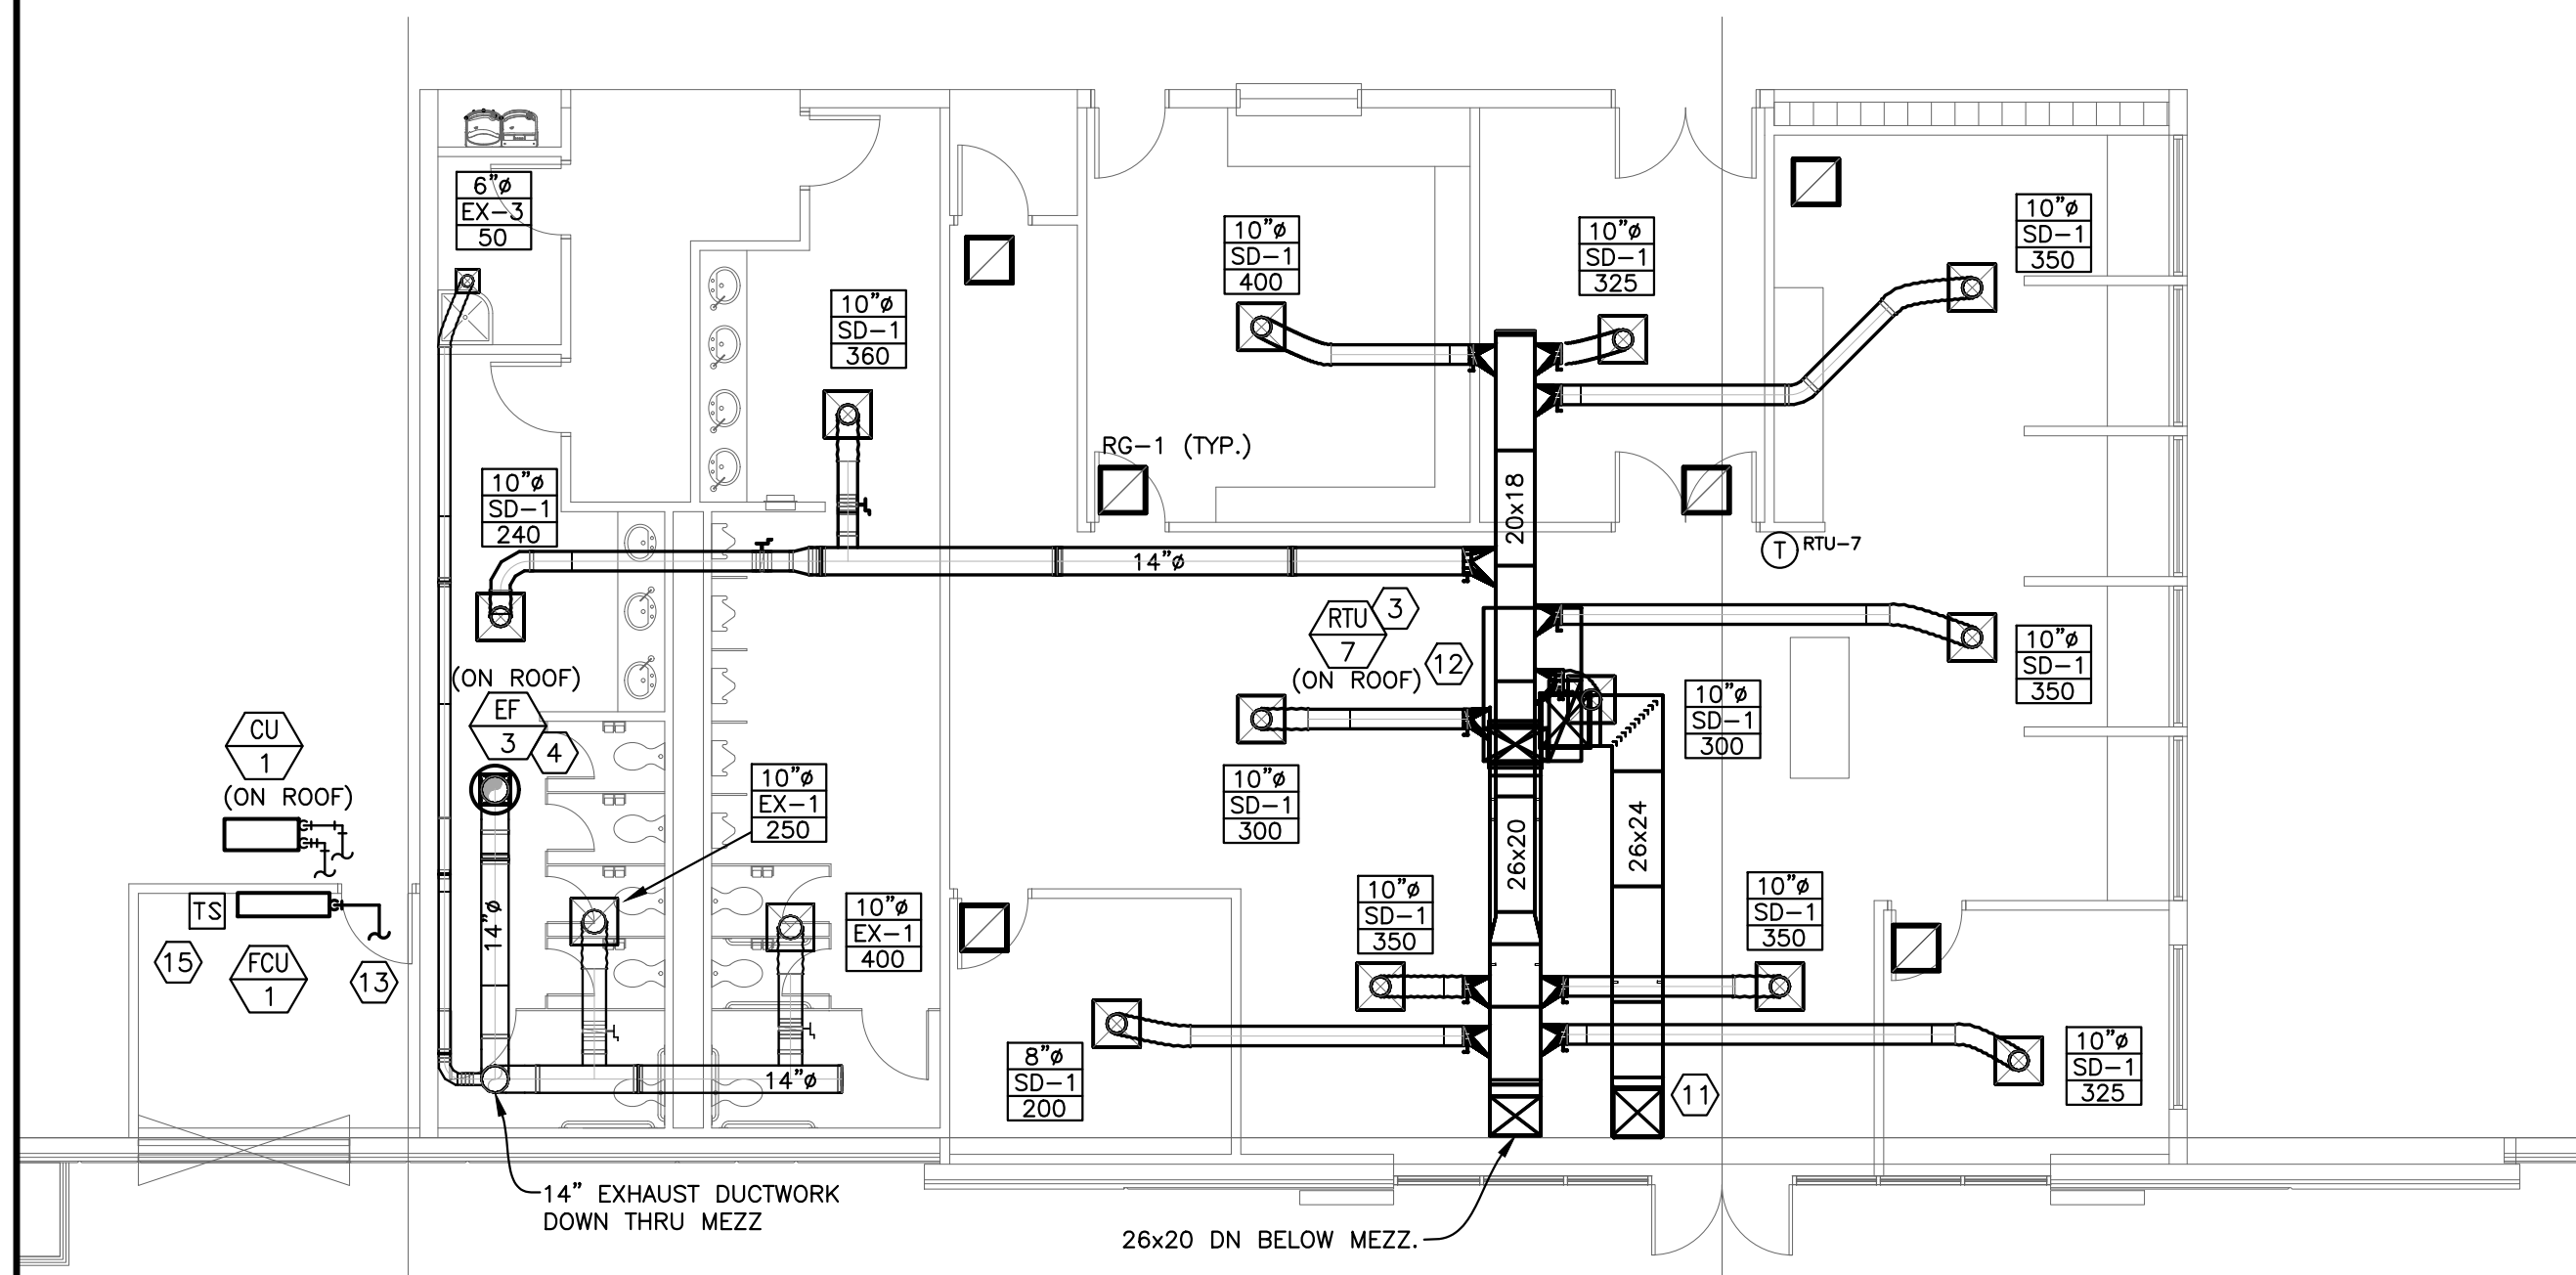 6"ø
EX-3
50
10"ø
SD-1
360
10"ø
SD-1
400
10"ø
SD-1
325
10"ø
SD-1
350
RG-1 (TYP.)
10"ø
SD-1
240
20x18
14"ø
T RTU-7
RTU
7
3
12
(ON ROOF)
10"ø
SD-1
350
(ON ROOF)
EF
3
4
CU
1
(ON ROOF)
10"ø
SD-1
300
10"ø
SD-1
300
10"ø
EX-1
250
26x20
26x24
TS
15
FCU
1
13
14"ø
10"ø
EX-1
400
10"ø
SD-1
350
10"ø
SD-1
350
8"ø
SD-1
200
14"ø
11
10"ø
SD-1
325
14" EXHAUST DUCTWORK
DOWN THRU MEZZ
26x20 DN BELOW MEZZ.